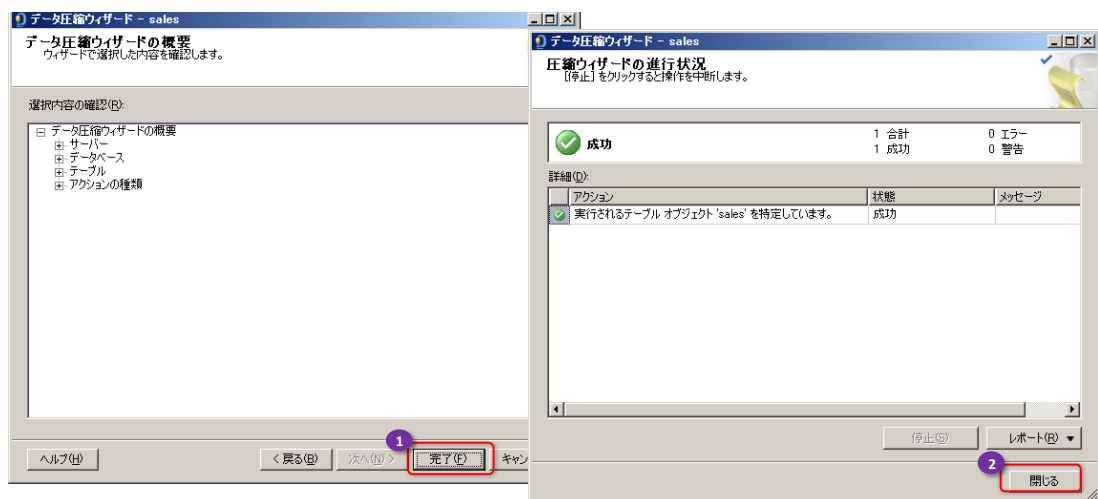 データ圧縮ウィザード - sales
データ圧縮ウィザードの概要
ウィザードで選択した内容を確認します。
選択内容の確認(R):
データ圧縮ウィザードの概要
サーバー
データベース
テーブル
アクションの種類
1
ヘルプ(H)
< 戻る(B)
次へ(N) >
完了(F)
キャン
データ圧縮ウィザード - sales
圧縮ウィザードの進行状況
[停止] をクリックすると操作を中断します。
成功
1 合計
0 エラー
1 成功
0 警告
詳細(D):
アクション 状態 メッセージ
実行されるテーブル オブジェクト 'sales' を特定しています。 成功
停止(S)
レポート(R)
2
閉じる